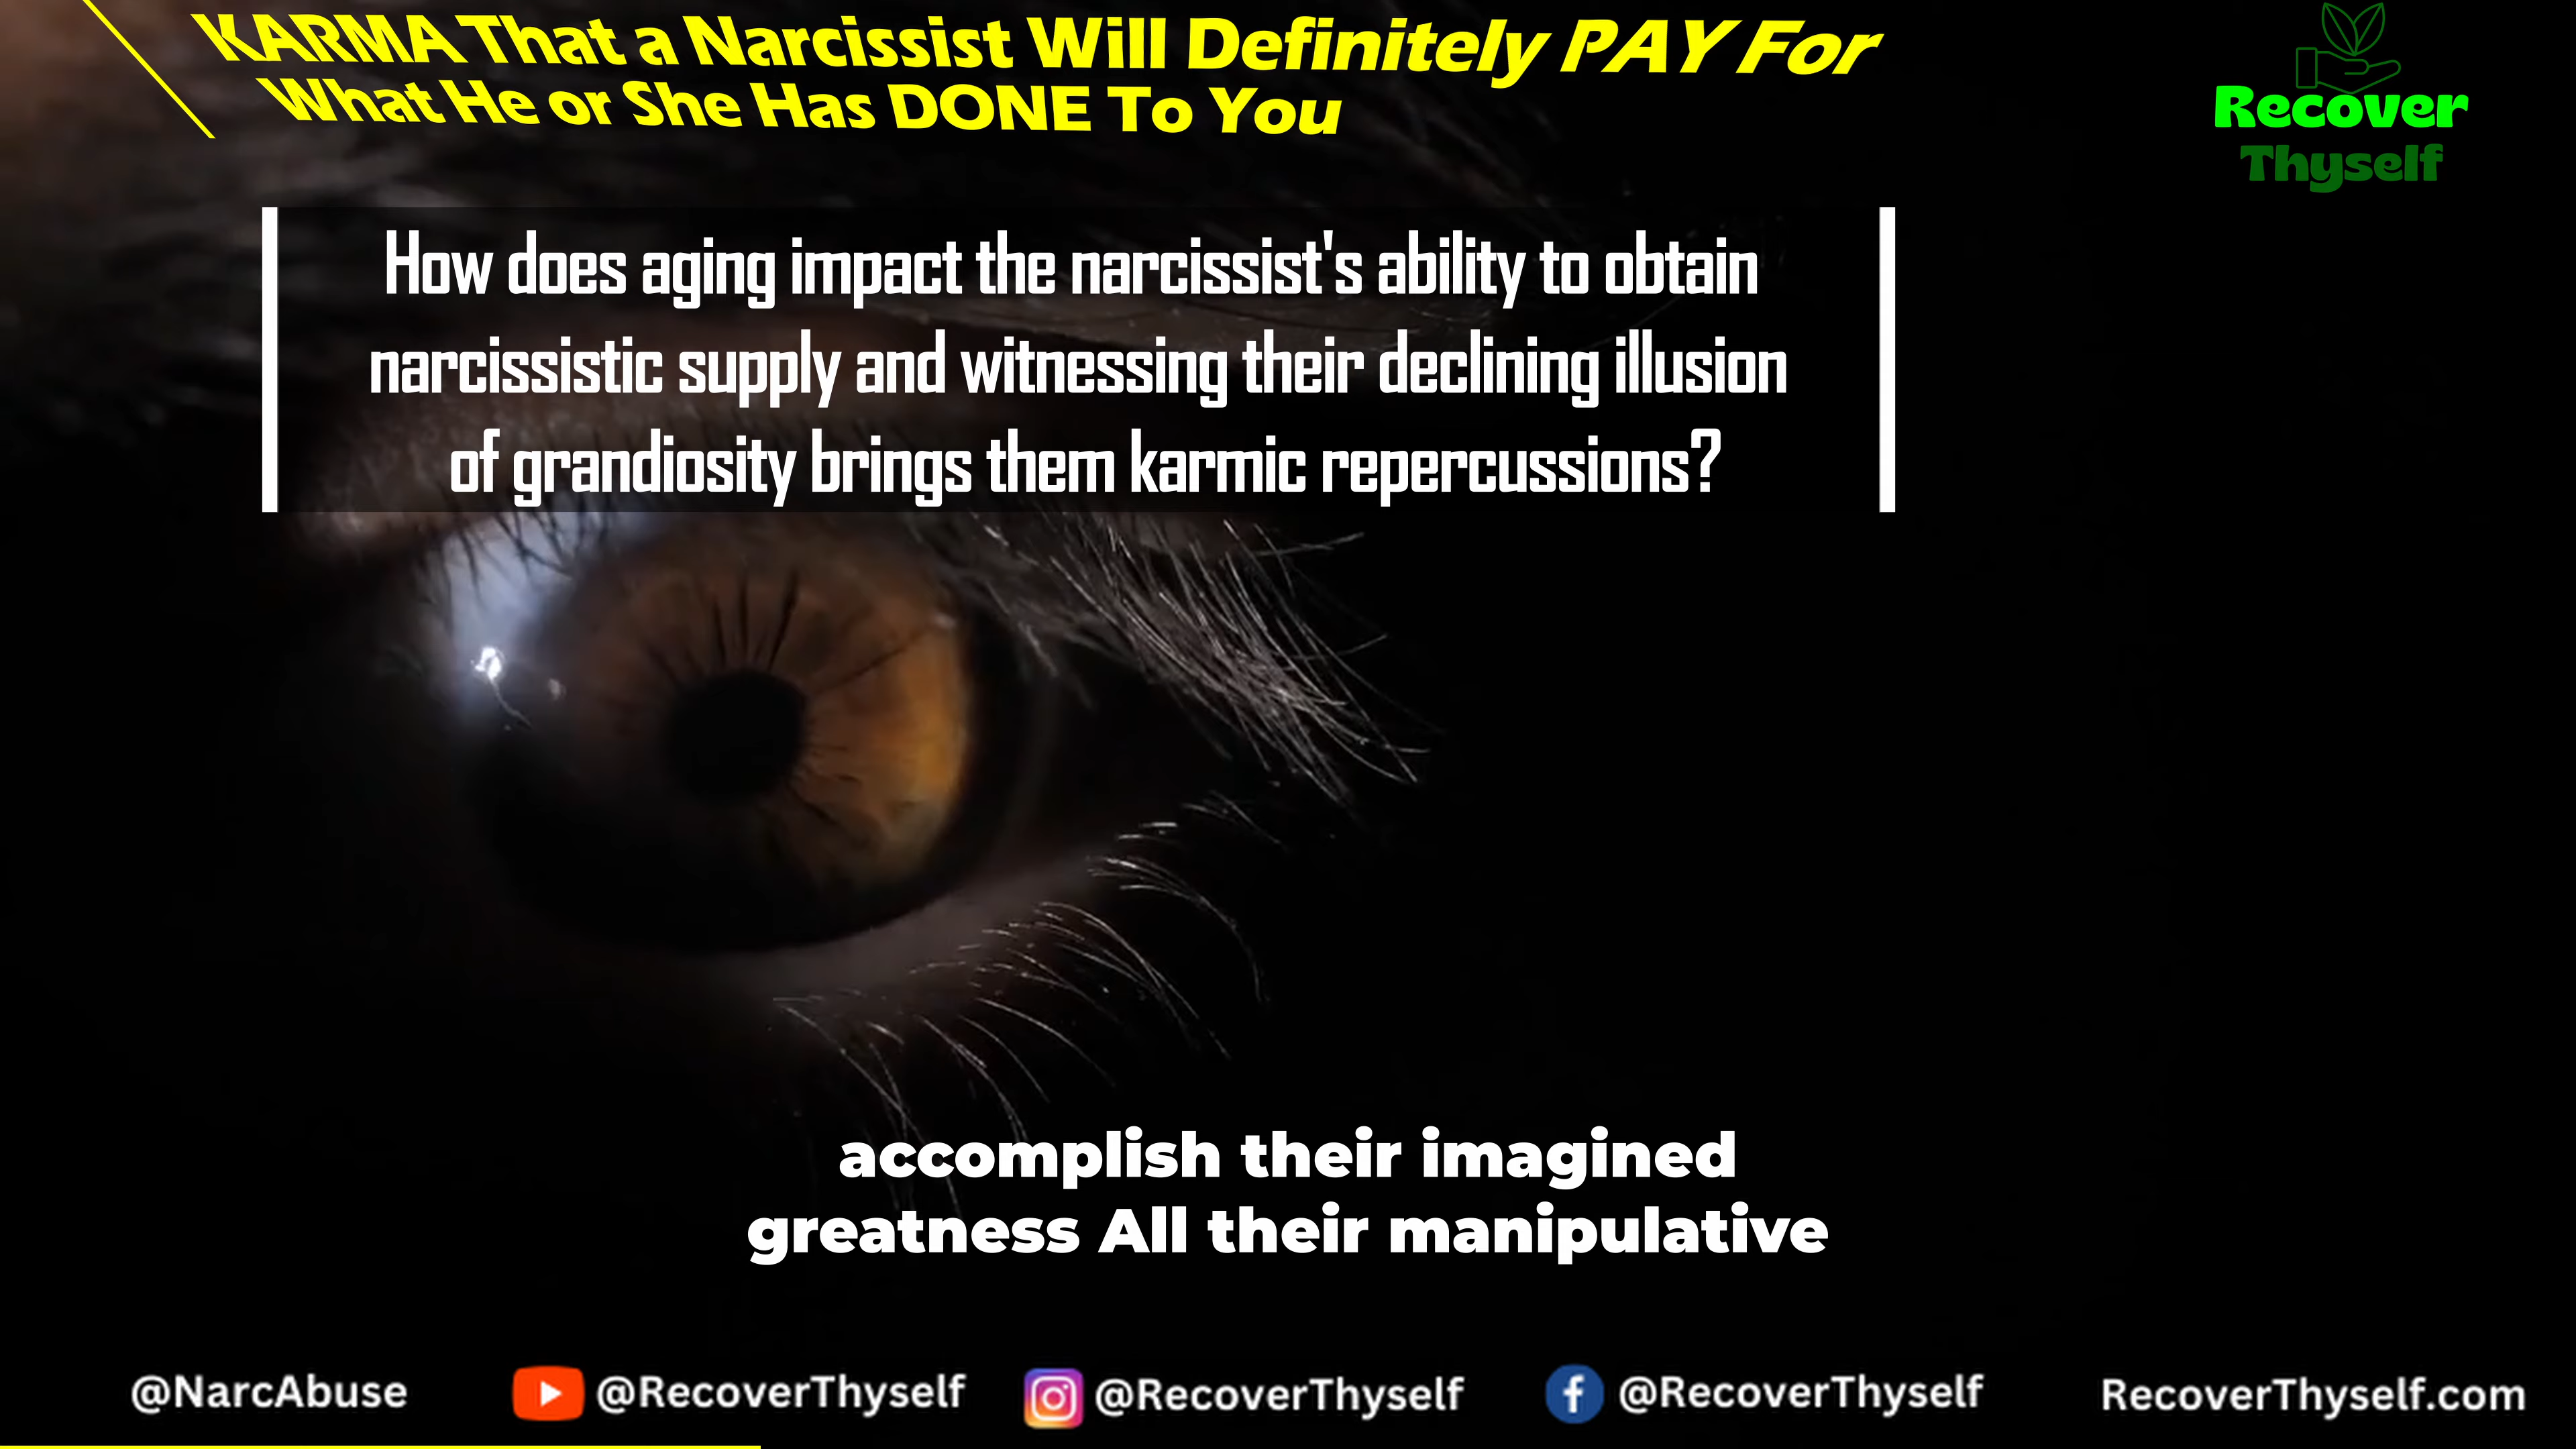 KARMA That a Narcissist Will Definitely PAY For
What He or She Has DONE To You
Recover
Thyself
How does aging impact the narcissist's ability to obtain
narcissistic supply and witnessing their declining illusion
of grandiosity brings them karmic repercussions?
accomplish their imagined
greatness All their manipulative
@NarcAbuse
@RecoverThyself
@RecoverThyself
@RecoverThyself
RecoverThyself.com